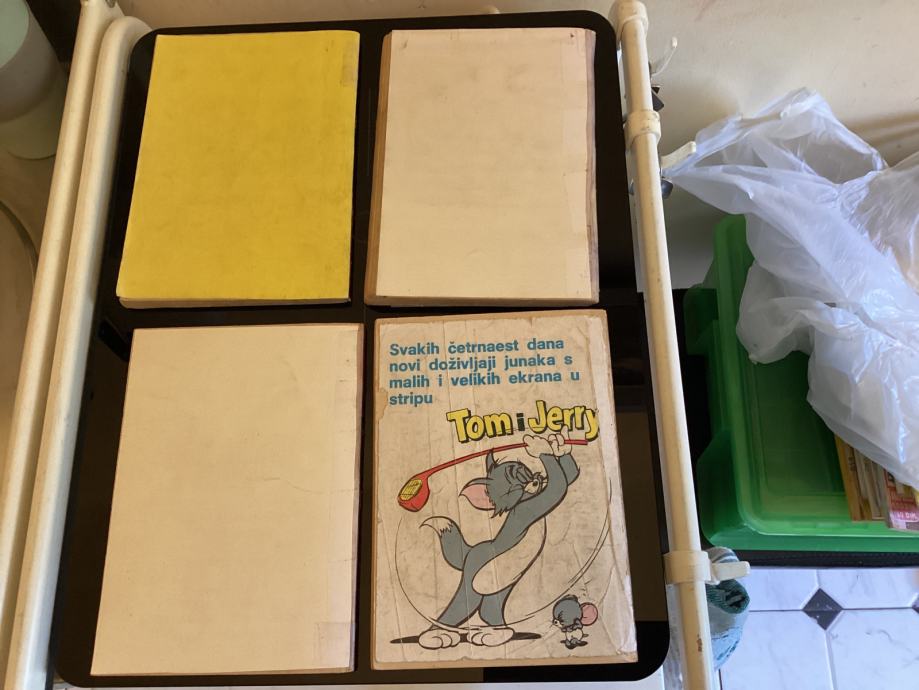 Svakih četrnaest dana
novi doživljaji junaka s
malih i velikih ekrana u
stripu
Tom i Jerry